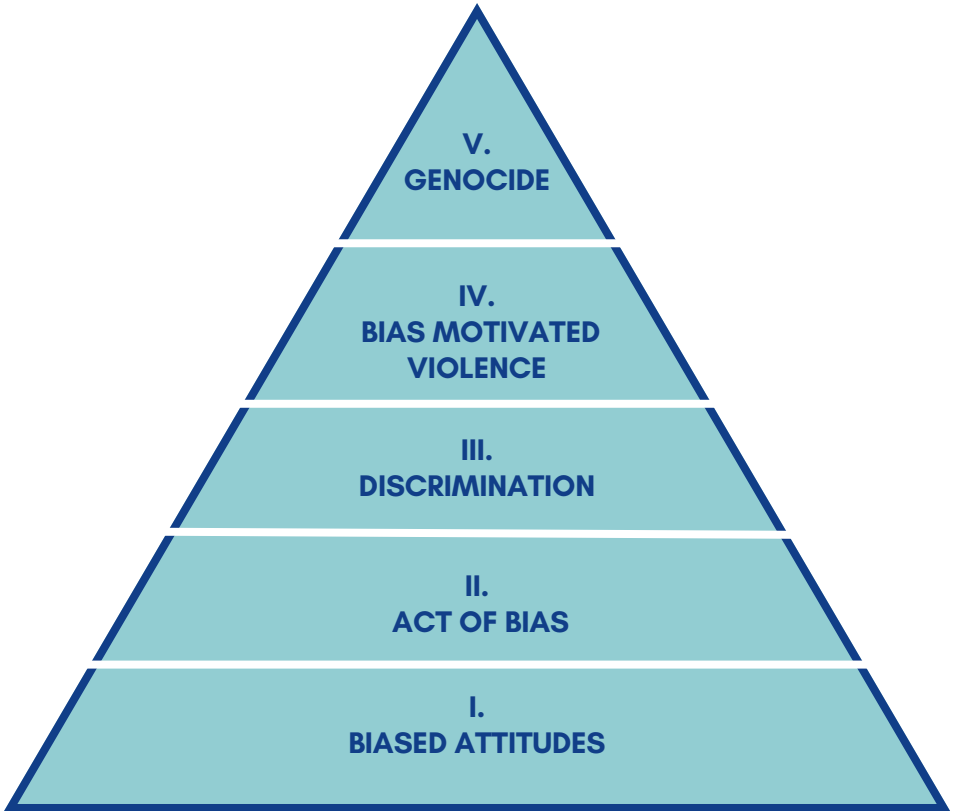 V.
GENOCIDE
IV.
BIAS MOTIVATED
VIOLENCE
III.
DISCRIMINATION
II.
ACT OF BIAS
I.
BIASED ATTITUDES